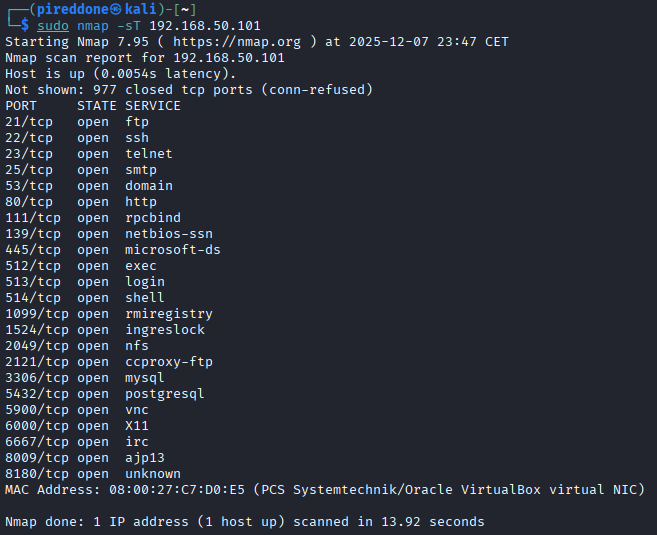 ┌──(pireddone㉿kali)-[~]
└─$ sudo nmap -sT 192.168.50.101
Starting Nmap 7.95 ( https://nmap.org ) at 2025-12-07 23:47 CET
Nmap scan report for 192.168.50.101
Host is up (0.0054s latency).
Not shown: 977 closed tcp ports (conn-refused)
PORT     STATE SERVICE
21/tcp   open  ftp
22/tcp   open  ssh
23/tcp   open  telnet
25/tcp   open  smtp
53/tcp   open  domain
80/tcp   open  http
111/tcp  open  rpcbind
139/tcp  open  netbios-ssn
445/tcp  open  microsoft-ds
512/tcp  open  exec
513/tcp  open  login
514/tcp  open  shell
1099/tcp open  rmiregistry
1524/tcp open  ingreslock
2049/tcp open  nfs
2121/tcp open  ccproxy-ftp
3306/tcp open  mysql
5432/tcp open  postgresql
5900/tcp open  vnc
6000/tcp open  X11
6667/tcp open  irc
8009/tcp open  ajp13
8180/tcp open  unknown
MAC Address: 08:00:27:C7:D0:E5 (PCS Systemtechnik/Oracle VirtualBox virtual NIC)

Nmap done: 1 IP address (1 host up) scanned in 13.92 seconds